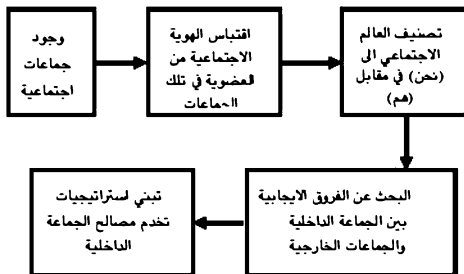 وجود
جماعات
اجتماعية
اقتباس الهوية
الاجتماعية من
العضوية في تلك
الجماعات
تصنيف العالم
الاجتماعي الى
(نحن) في مقابل
(هم)
البحث عن الفروق الايجابية
بين الجماعة الداخلية
والجماعات الخارجية
تبني استراتيجيات
تخدم مصالح الجماعة
الداخلية